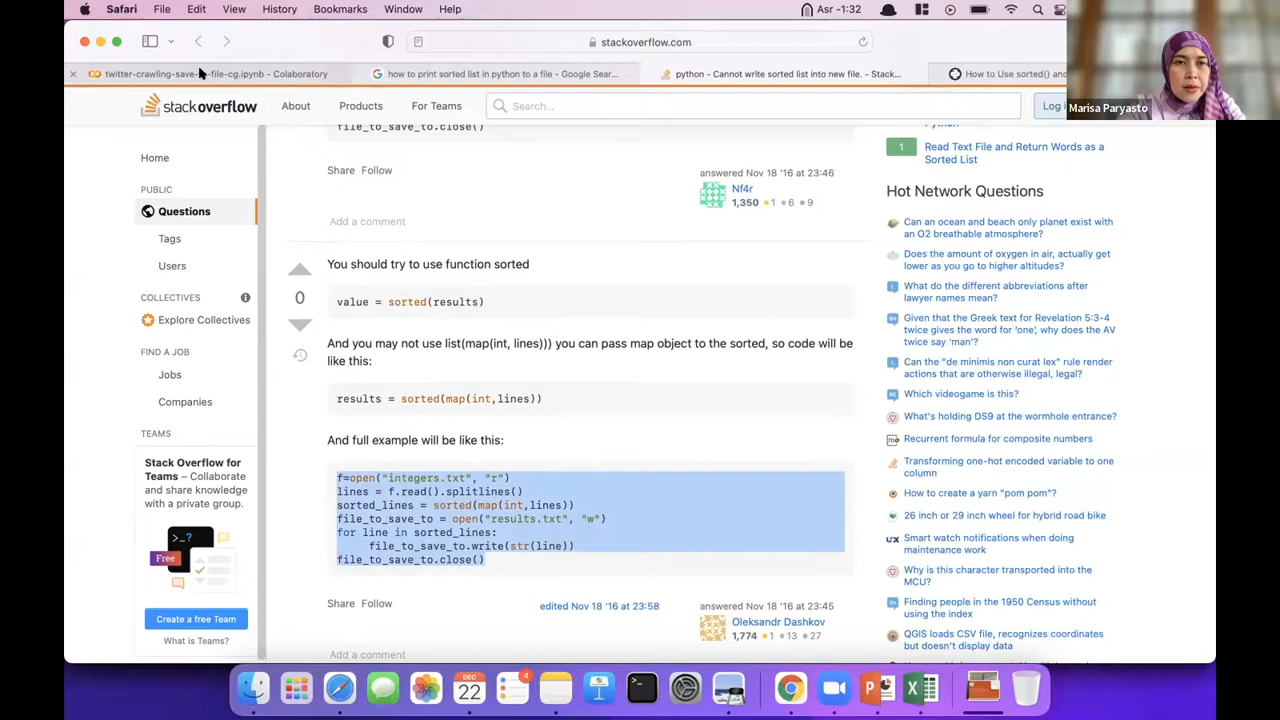 Safari File Edit View History Bookmarks Window Help Asr -1:32
stackoverflow.com
twitter-crawling-save- -file-cg.ipynb - Colaboratory
how to print sorted list in python to a file - Google Sear...
python - Cannot write sorted list into new file. - Stack...
How to Use sorted() and
Marisa Paryasto
stackoverflow
About Products For Teams
Search...
Log
Home
PUBLIC
Questions
Tags
Users
COLLECTIVES
Explore Collectives
FIND A JOB
Jobs
Companies
TEAMS
Stack Overflow for
Teams – Collaborate
and share knowledge
with a private group.
>_?
Free
Create a free Team
What is Teams?
file_to_save_to.close()
Share Follow
answered Nov 18 '16 at 23:46
Nf4r
1,350 1 6 9
Add a comment
0
You should try to use function sorted
value = sorted(results)
And you may not use list(map(int, lines))) you can pass map object to the sorted, so code will be
like this:
results = sorted(map(int,lines))
And full example will be like this:
f=open("integers.txt", "r")
lines = f.read().splitlines()
sorted_lines = sorted(map(int,lines))
file_to_save_to = open("results.txt", "w")
for line in sorted_lines:
file_to_save_to.write(str(line))
file_to_save_to.close()
Share Follow
edited Nov 18 '16 at 23:58
answered Nov 18 '16 at 23:45
Oleksandr Dashkov
1,774 1 13 27
Add a comment
1
Read Text File and Return Words as a
Sorted List
Hot Network Questions
Can an ocean and beach only planet exist with
an O2 breathable atmosphere?
Does the amount of oxygen in air, actually get
lower as you go to higher altitudes?
What do the different abbreviations after
lawyer names mean?
Given that the Greek text for Revelation 5:3-4
twice gives the word for 'one', why does the AV
twice say 'man'?
Can the "de minimis non curat lex" rule render
actions that are otherwise illegal, legal?
Which videogame is this?
What's holding DS9 at the wormhole entrance?
Recurrent formula for composite numbers
Transforming one-hot encoded variable to one
column
How to create a yarn "pom pom"?
26 inch or 29 inch wheel for hybrid road bike
Smart watch notifications when doing
maintenance work
Why is this character transported into the
MCU?
Finding people in the 1950 Census without
using the index
QGIS loads CSV file, recognizes coordinates
but doesn't display data
DEC
22
4